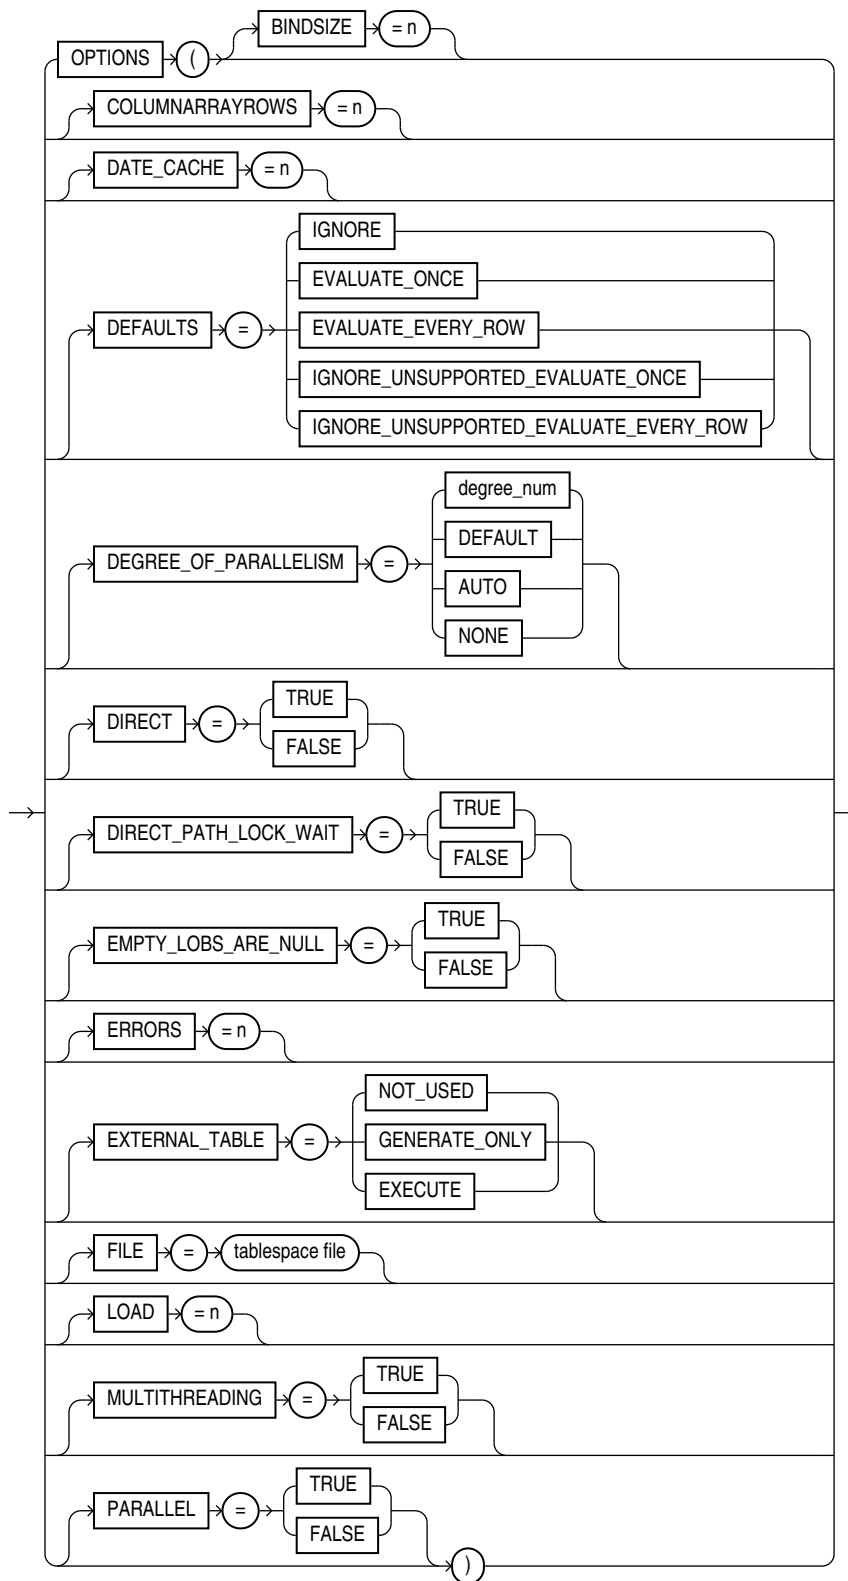 BINDSIZE = n
OPTIONS (
COLUMNARRAYROWS = n
DATE_CACHE = n
IGNORE
EVALUATE_ONCE
DEFAULTS = EVALUATE_EVERY_ROW
IGNORE_UNSUPPORTED_EVALUATE_ONCE
IGNORE_UNSUPPORTED_EVALUATE_EVERY_ROW
degree_num
DEFAULT
DEGREE_OF_PARALLELISM =
AUTO
NONE
TRUE
DIRECT =
FALSE
TRUE
DIRECT_PATH_LOCK_WAIT =
FALSE
TRUE
EMPTY_LOBS_ARE_NULL =
FALSE
ERRORS = n
NOT_USED
EXTERNAL_TABLE = GENERATE_ONLY
EXECUTE
FILE = tablespace file
LOAD = n
TRUE
MULTITHREADING =
FALSE
TRUE
PARALLEL =
FALSE
)